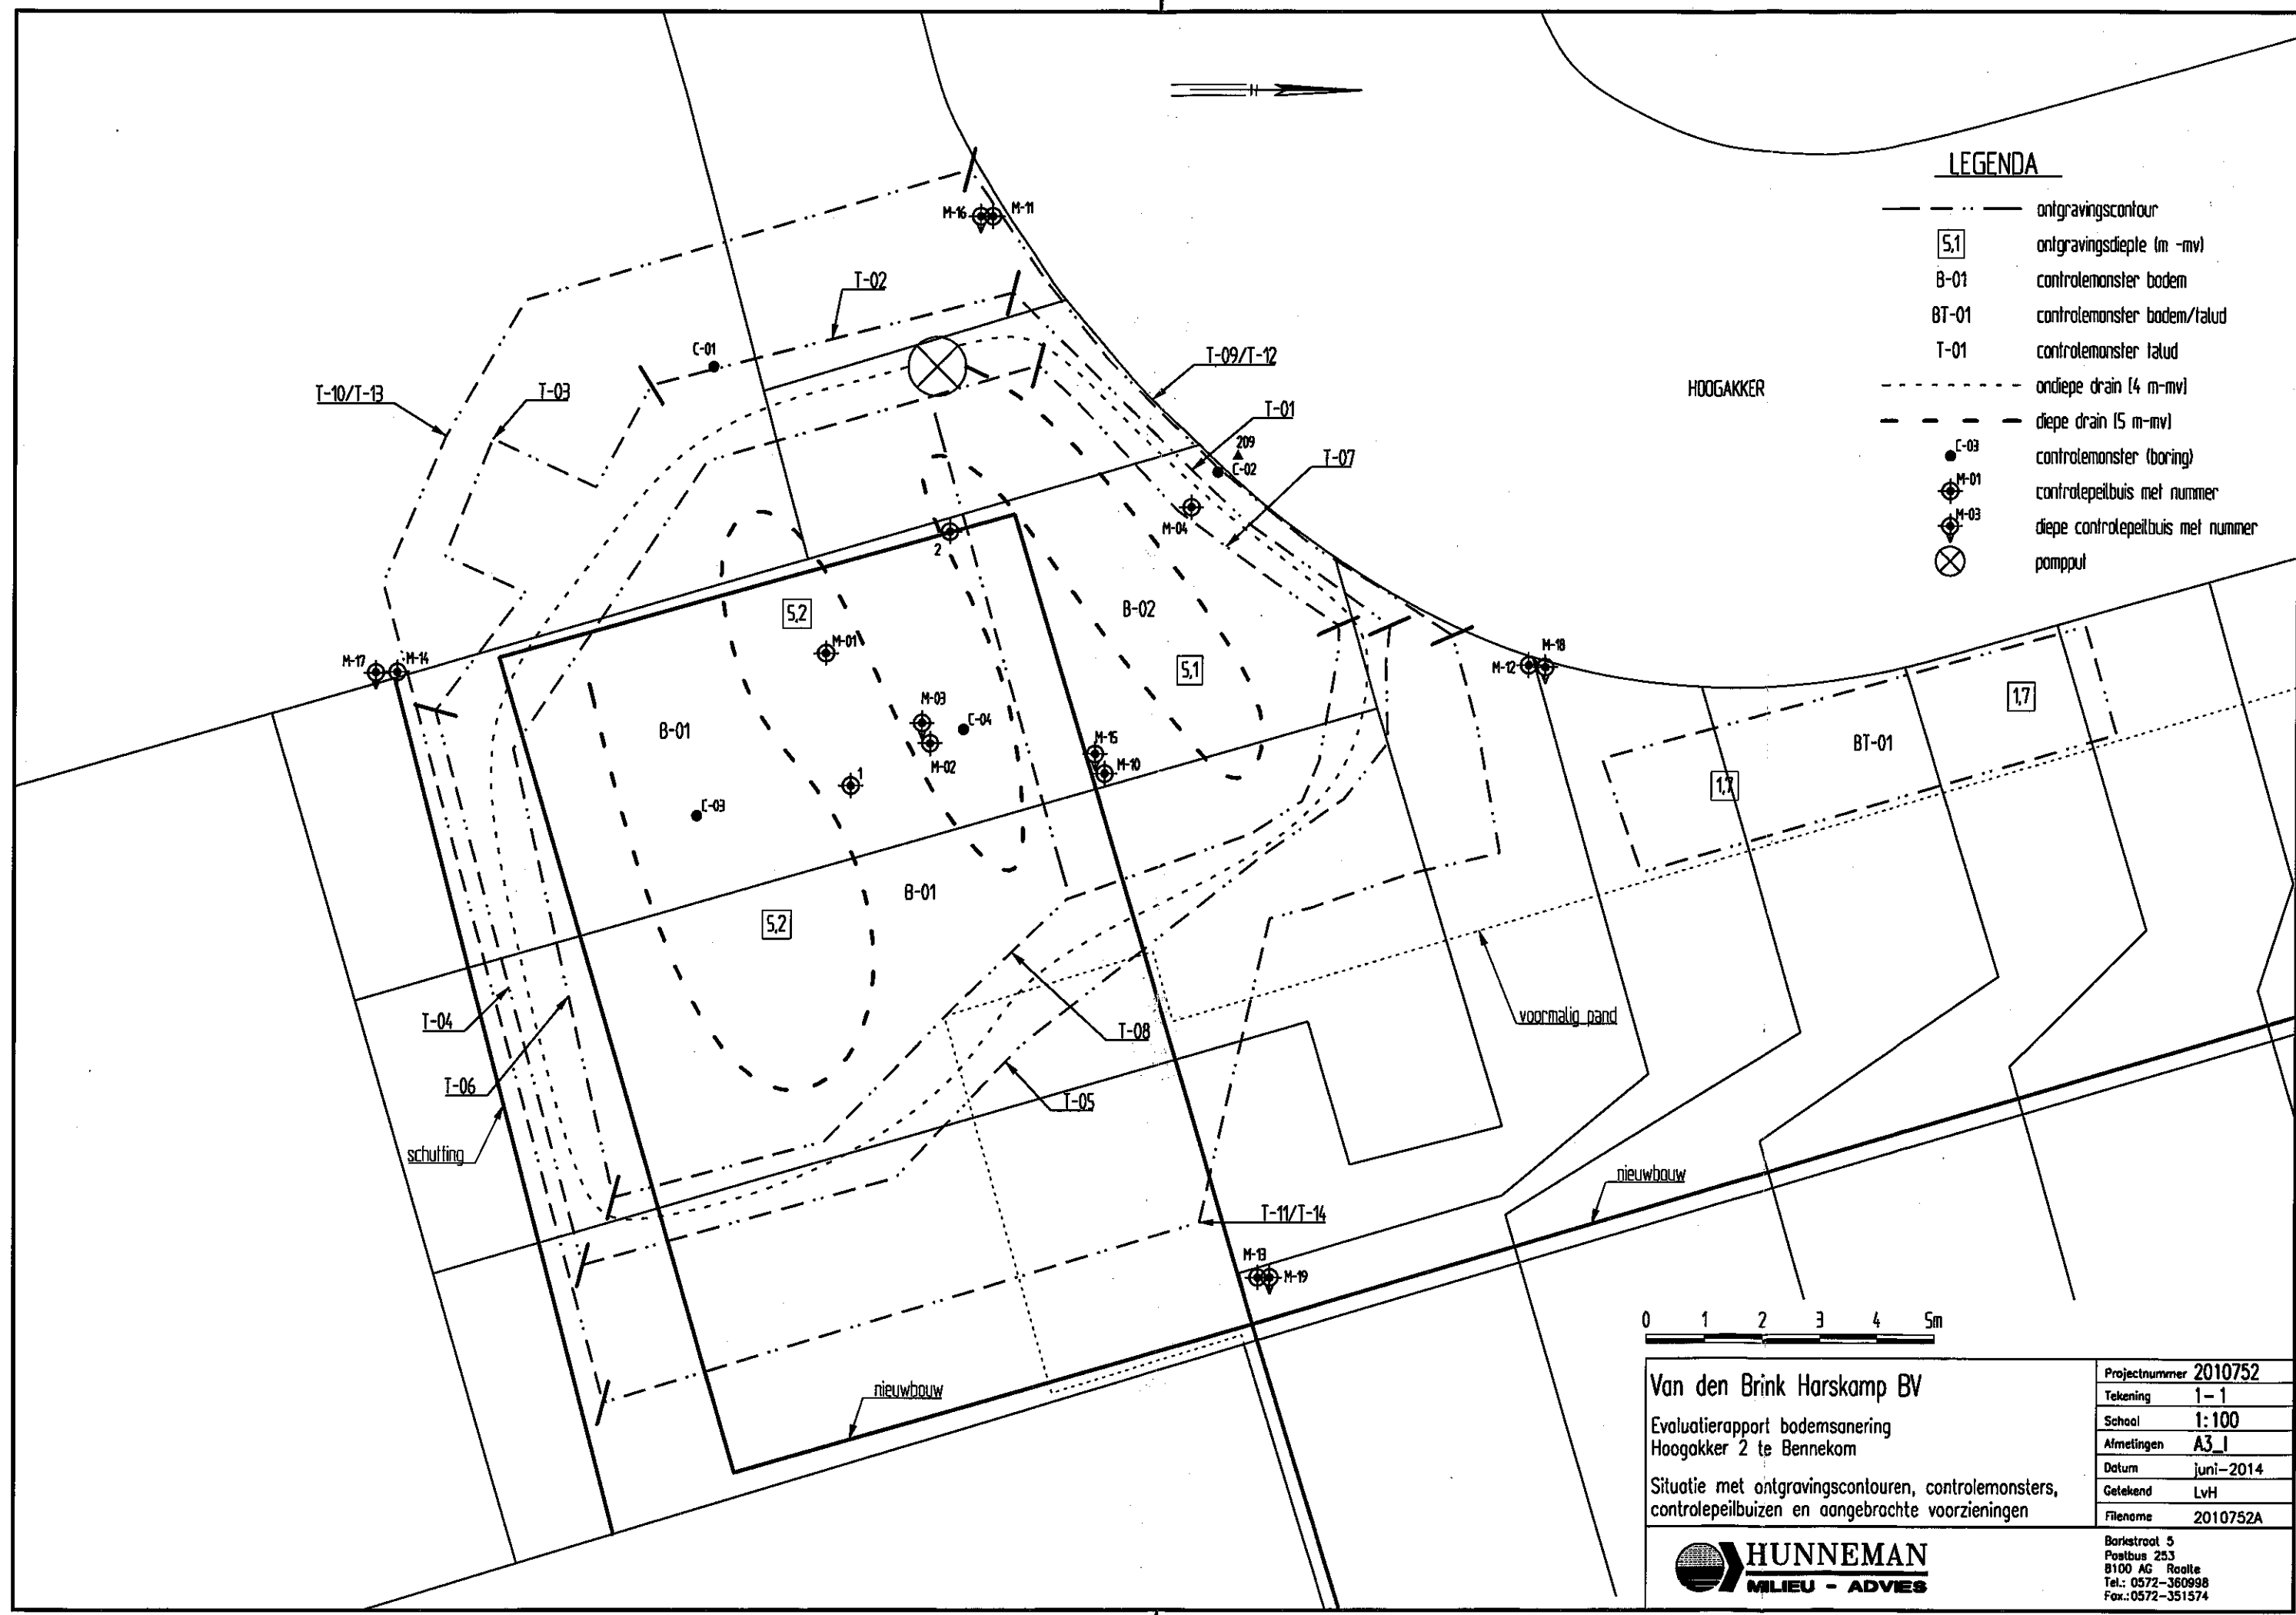 M-16
M-11
T-02
C-01
T-10/T-13
T-03
T-09/T-12
T-01
209
C-02
T-07
M-04
2
HOOGAKKER
LEGENDA
ontgravingscontour
5,1 ontgravingsdiepte (m -mv)
B-01 controlemonster bodem
BT-01 controlemonster bodem/talud
T-01 controlemonster talud
ondiepe drain (4 m-mv)
diepe drain (5 m-mv)
C-03 controlemonster (boring)
M-01 controlepeilbuis met nummer
M-03 diepe controlepeilbuis met nummer
pompput
5,2
B-02
M-01
M-17
M-14
5,1
M-12
M-18
1,7
B-01
M-03
C-04
M-02
M-15
M-10
BT-01
1,7
1
C-03
B-01
5,2
T-04
T-08
voormalig pand
T-06
T-05
schutting
nieuwbouw
T-11/T-14
M-13
M-19
nieuwbouw
0 1 2 3 4 5m
Van den Brink Harskamp BV
Evaluatierapport bodemsanering
Hoogakker 2 te Bennekom
Situatie met ontgravingscontouren, controlemonsters,
controlepeilbuizen en aangebrachte voorzieningen
Projectnummer 2010752
Tekening 1-1
Schaal 1:100
Afmetingen A3_l
Datum juni-2014
Getekend LvH
Filename 2010752A
HUNNEMAN
MILIEU - ADVIES
Barkstraat 5
Postbus 253
8100 AG Raalte
Tel.: 0572-360998
Fax.:0572-351574